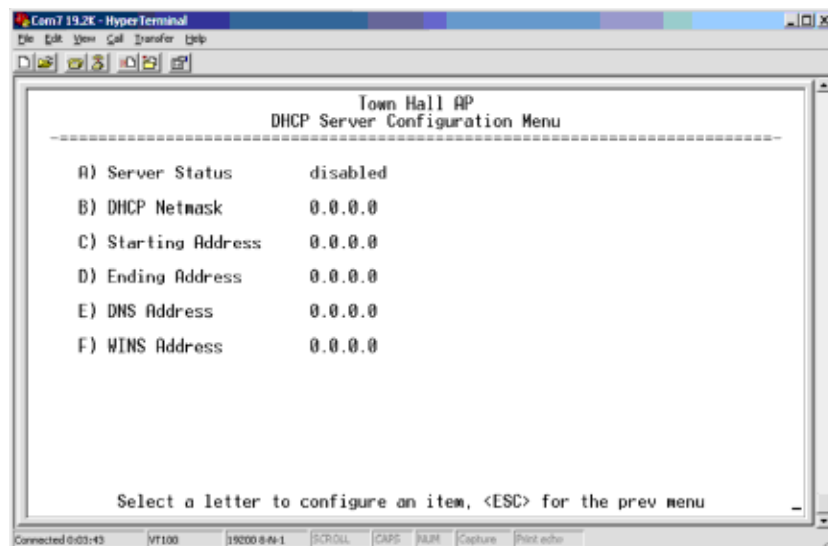 Com7 19.2K - HyperTerminal
File Edit View Call Transfer Help
Town Hall AP
DHCP Server Configuration Menu
-==========================================================================-
A) Server Status disabled
B) DHCP Netmask 0.0.0.0
C) Starting Address 0.0.0.0
D) Ending Address 0.0.0.0
E) DNS Address 0.0.0.0
F) WINS Address 0.0.0.0
Select a letter to configure an item, <ESC> for the prev menu
Connected 0:03:43 VT100 19200 8-N-1 SCROLL CAPS NUM Capture Print echo